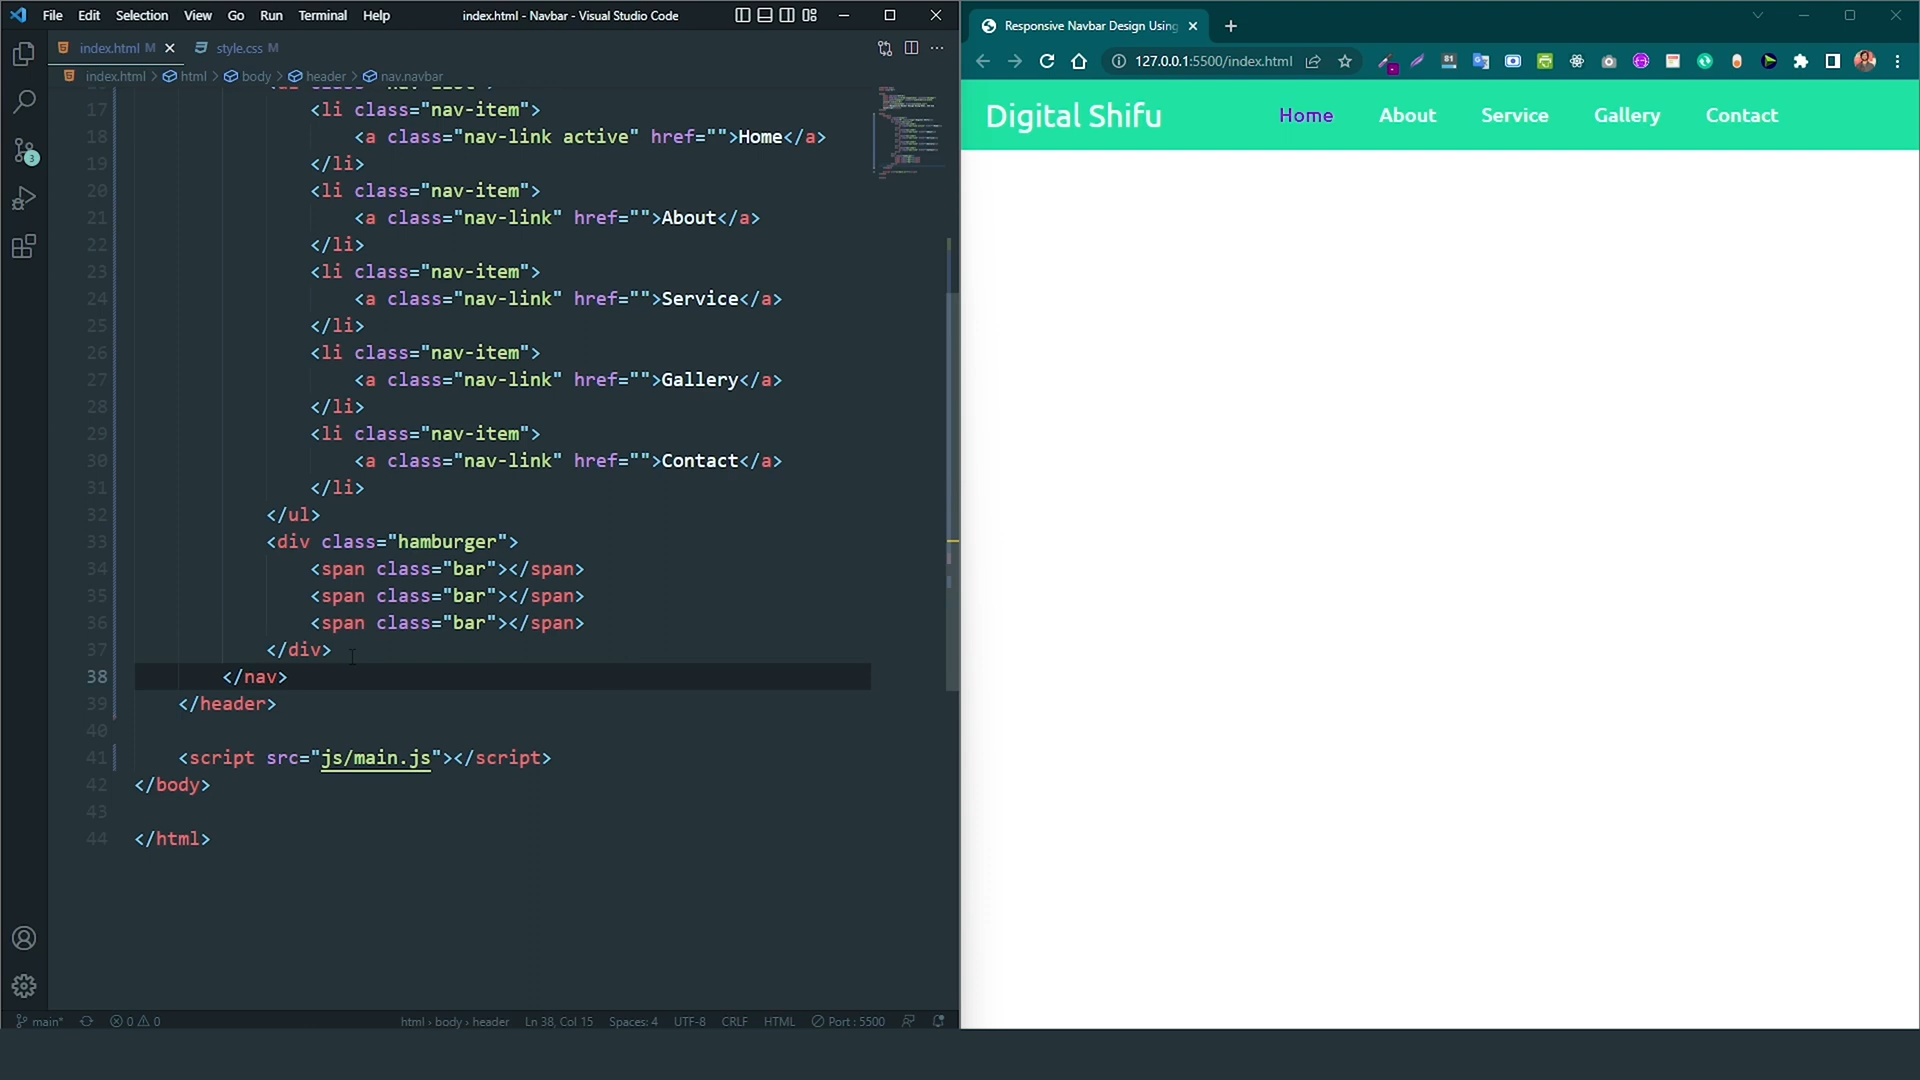 File Edit Selection View Go Run Terminal Help
index.html - Navbar - Visual Studio Code
index.html M
style.css M
index.html > html > body > header > nav.navbar
17 <li class="nav-item">
18 <a class="nav-link active" href="">Home</a>
19 </li>
20 <li class="nav-item">
21 <a class="nav-link" href="">About</a>
22 </li>
23 <li class="nav-item">
24 <a class="nav-link" href="">Service</a>
25 </li>
26 <li class="nav-item">
27 <a class="nav-link" href="">Gallery</a>
28 </li>
29 <li class="nav-item">
30 <a class="nav-link" href="">Contact</a>
31 </li>
32 </ul>
33 <div class="hamburger">
34 <span class="bar"></span>
35 <span class="bar"></span>
36 <span class="bar"></span>
37 </div>
38 </nav>
39 </header>
40
41 <script src="js/main.js"></script>
42 </body>
43
44 </html>
3
main* 0 0 html > body > header Ln 38, Col 15 Spaces: 4 UTF-8 CRLF HTML Port : 5500
Responsive Navbar Design Using
127.0.0.1:5500/index.html
81
Digital Shifu Home About Service Gallery Contact